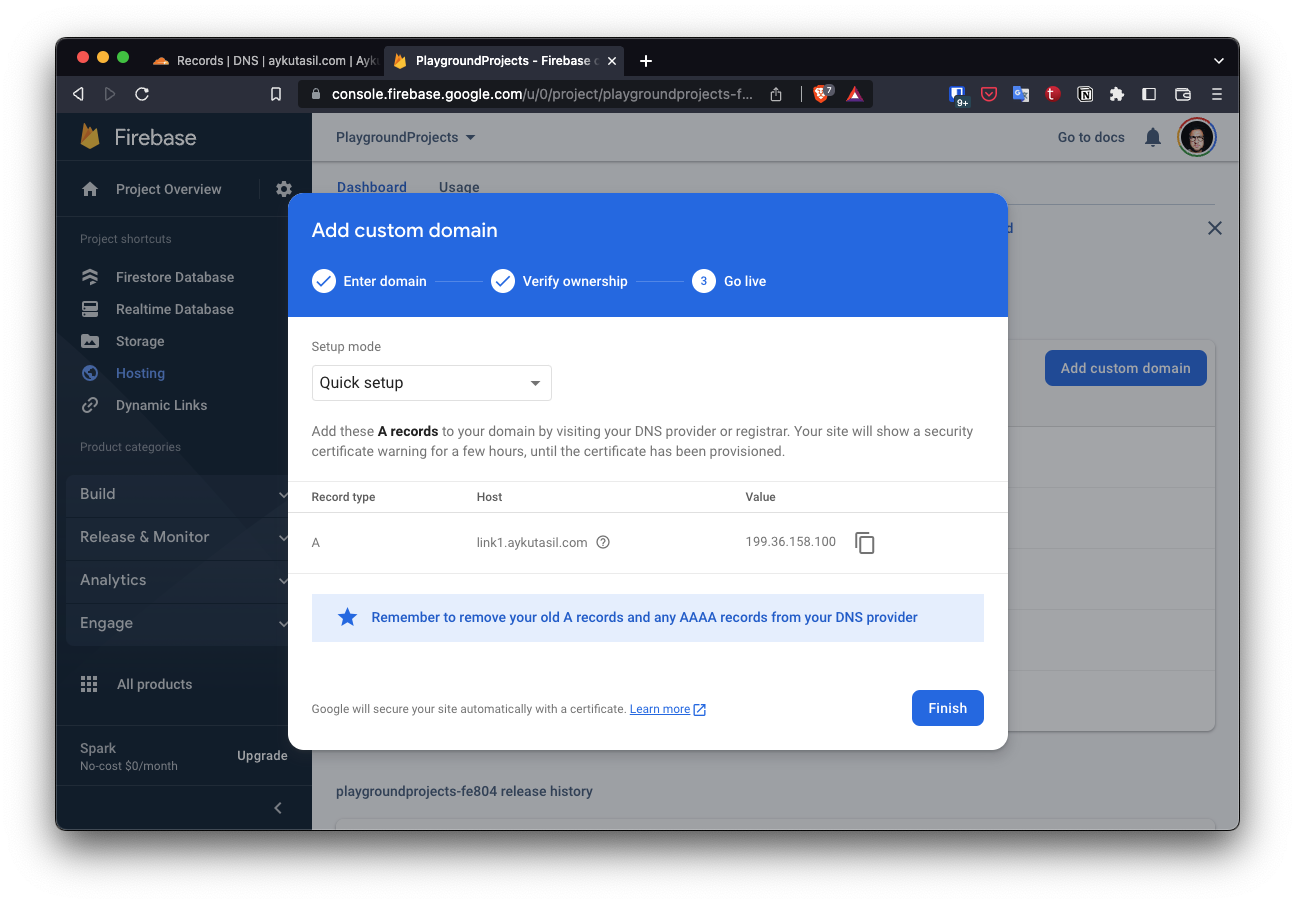 Records | DNS | aykutasil.com | Ayk
PlaygroundProjects - Firebase c
console.firebase.google.com/u/0/project/playgroundprojects-f...
7
9+
Firebase
PlaygroundProjects
Go to docs
Project Overview
Dashboard
Usage
Project shortcuts
Firestore Database
Realtime Database
Storage
Hosting
Dynamic Links
Product categories
Build
Release & Monitor
Analytics
Engage
All products
Spark
No-cost $0/month
Upgrade
Add custom domain
Enter domain
Verify ownership
3
Go live
Setup mode
Quick setup
Add these A records to your domain by visiting your DNS provider or registrar. Your site will show a security
certificate warning for a few hours, until the certificate has been provisioned.
Record type
Host
Value
A
link1.aykutasil.com
199.36.158.100
Remember to remove your old A records and any AAAA records from your DNS provider
Google will secure your site automatically with a certificate. Learn more
Finish
Add custom domain
playgroundprojects-fe804 release history